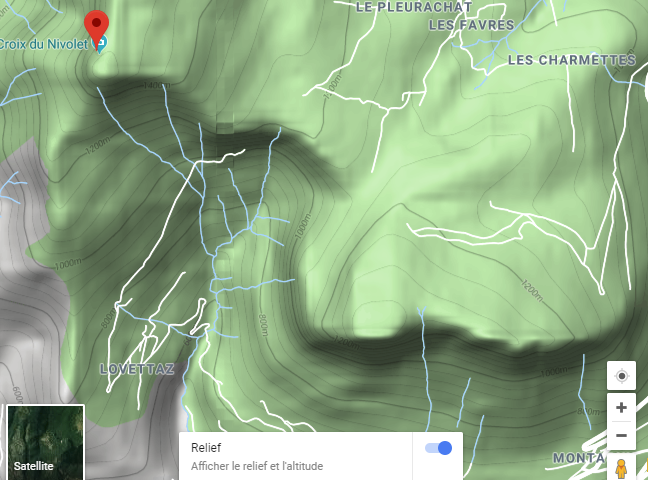 LE PLEURACHAT
LES FAVRES
Croix du Nivolet
LES CHARMETTES
1400m
1200m
1200m
1000m
1000m
1200m
800m
800m
1000m
600m
800m
LOVETTAZ
Satellite
Relief
Afficher le relief et l'altitude
MONTA